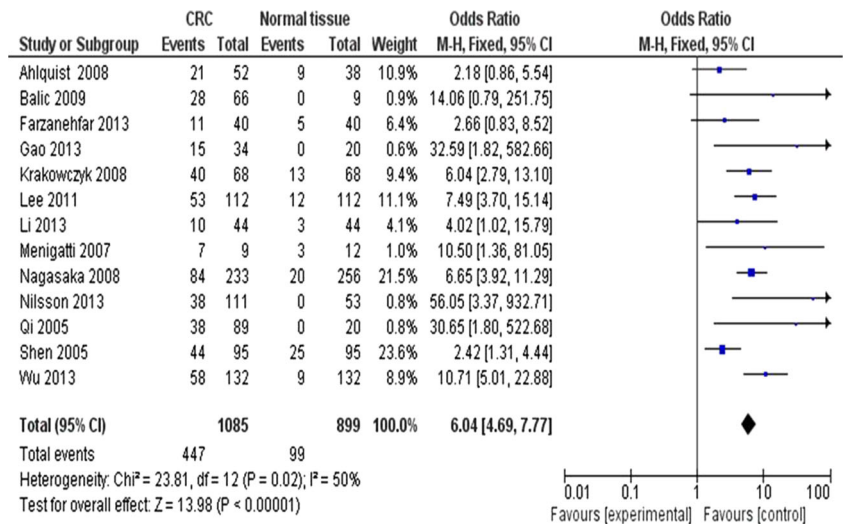 CRC Normal tissue Odds Ratio Odds Ratio
Study or Subgroup Events Total Events Total Weight M-H, Fixed, 95% CI M-H, Fixed, 95% CI
Ahlquist 2008 21 52 9 38 10.9% 2.18 [0.86, 5.54]
Balic 2009 28 66 0 9 0.9% 14.06 [0.79, 251.75]
Farzanehfar 2013 11 40 5 40 6.4% 2.66 [0.83, 8.52]
Gao 2013 15 34 0 20 0.6% 32.59 [1.82, 582.66]
Krakowczyk 2008 40 68 13 68 9.4% 6.04 [2.79, 13.10]
Lee 2011 53 112 12 112 11.1% 7.49 [3.70, 15.14]
Li 2013 10 44 3 44 4.1% 4.02 [1.02, 15.79]
Menigatti 2007 7 9 3 12 1.0% 10.50 [1.36, 81.05]
Nagasaka 2008 84 233 20 256 21.5% 6.65 [3.92, 11.29]
Nilsson 2013 38 111 0 53 0.8% 56.05 [3.37, 932.71]
Qi 2005 38 89 0 20 0.8% 30.65 [1.80, 522.68]
Shen 2005 44 95 25 95 23.6% 2.42 [1.31, 4.44]
Wu 2013 58 132 9 132 8.9% 10.71 [5.01, 22.88]
Total (95% CI) 1085 899 100.0% 6.04 [4.69, 7.77]
Total events 447 99
Heterogeneity: Chi² = 23.81, df = 12 (P = 0.02); I² = 50%
Test for overall effect: Z = 13.98 (P < 0.00001)
0.01 0.1 1 10 100
Favours [experimental] Favours [control]